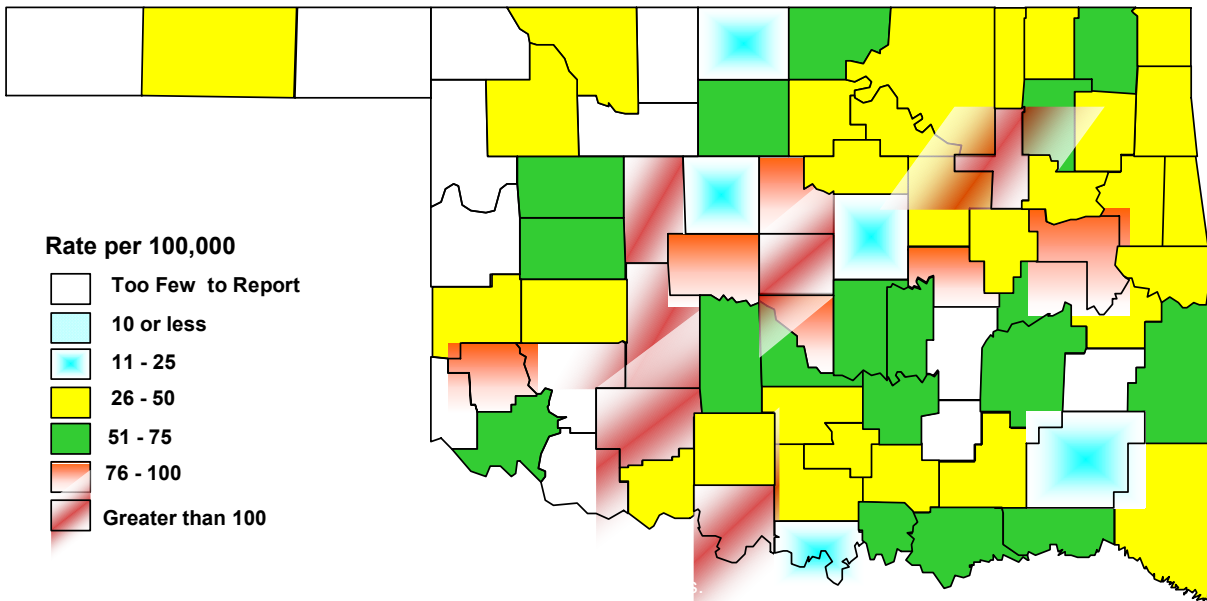 Rate per 100,000
Too Few to Report
10 or less
11 - 25
26 - 50
51 - 75
76 - 100
Greater than 100
s.